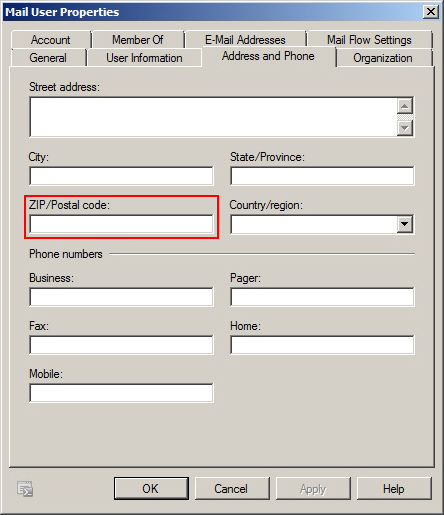 Mail User Properties
Account Member Of E-Mail Addresses Mail Flow Settings
General User Information Address and Phone Organization
Street address:
City: State/Province:
ZIP/Postal code: Country/region:
Phone numbers
Business: Pager:
Fax: Home:
Mobile:
OK Cancel Apply Help